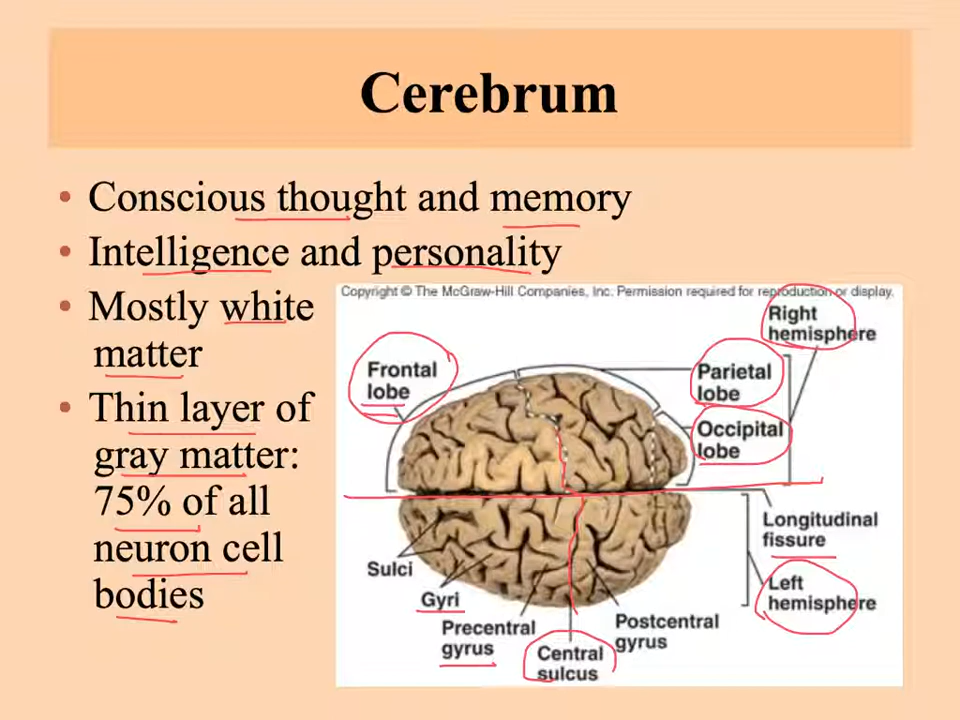 Cerebrum
• Conscious thought and memory
• Intelligence and personality
• Mostly white
matter
• Thin layer of
gray matter:
75% of all
neuron cell
bodies
Copyright © The McGraw-Hill Companies, Inc. Permission required for reproduction or display.
Right
hemisphere
Frontal
lobe
Parietal
lobe
Occipital
lobe
Longitudinal
fissure
Left
hemisphere
Sulci
Gyri
Precentral
gyrus
Central
sulcus
Postcentral
gyrus